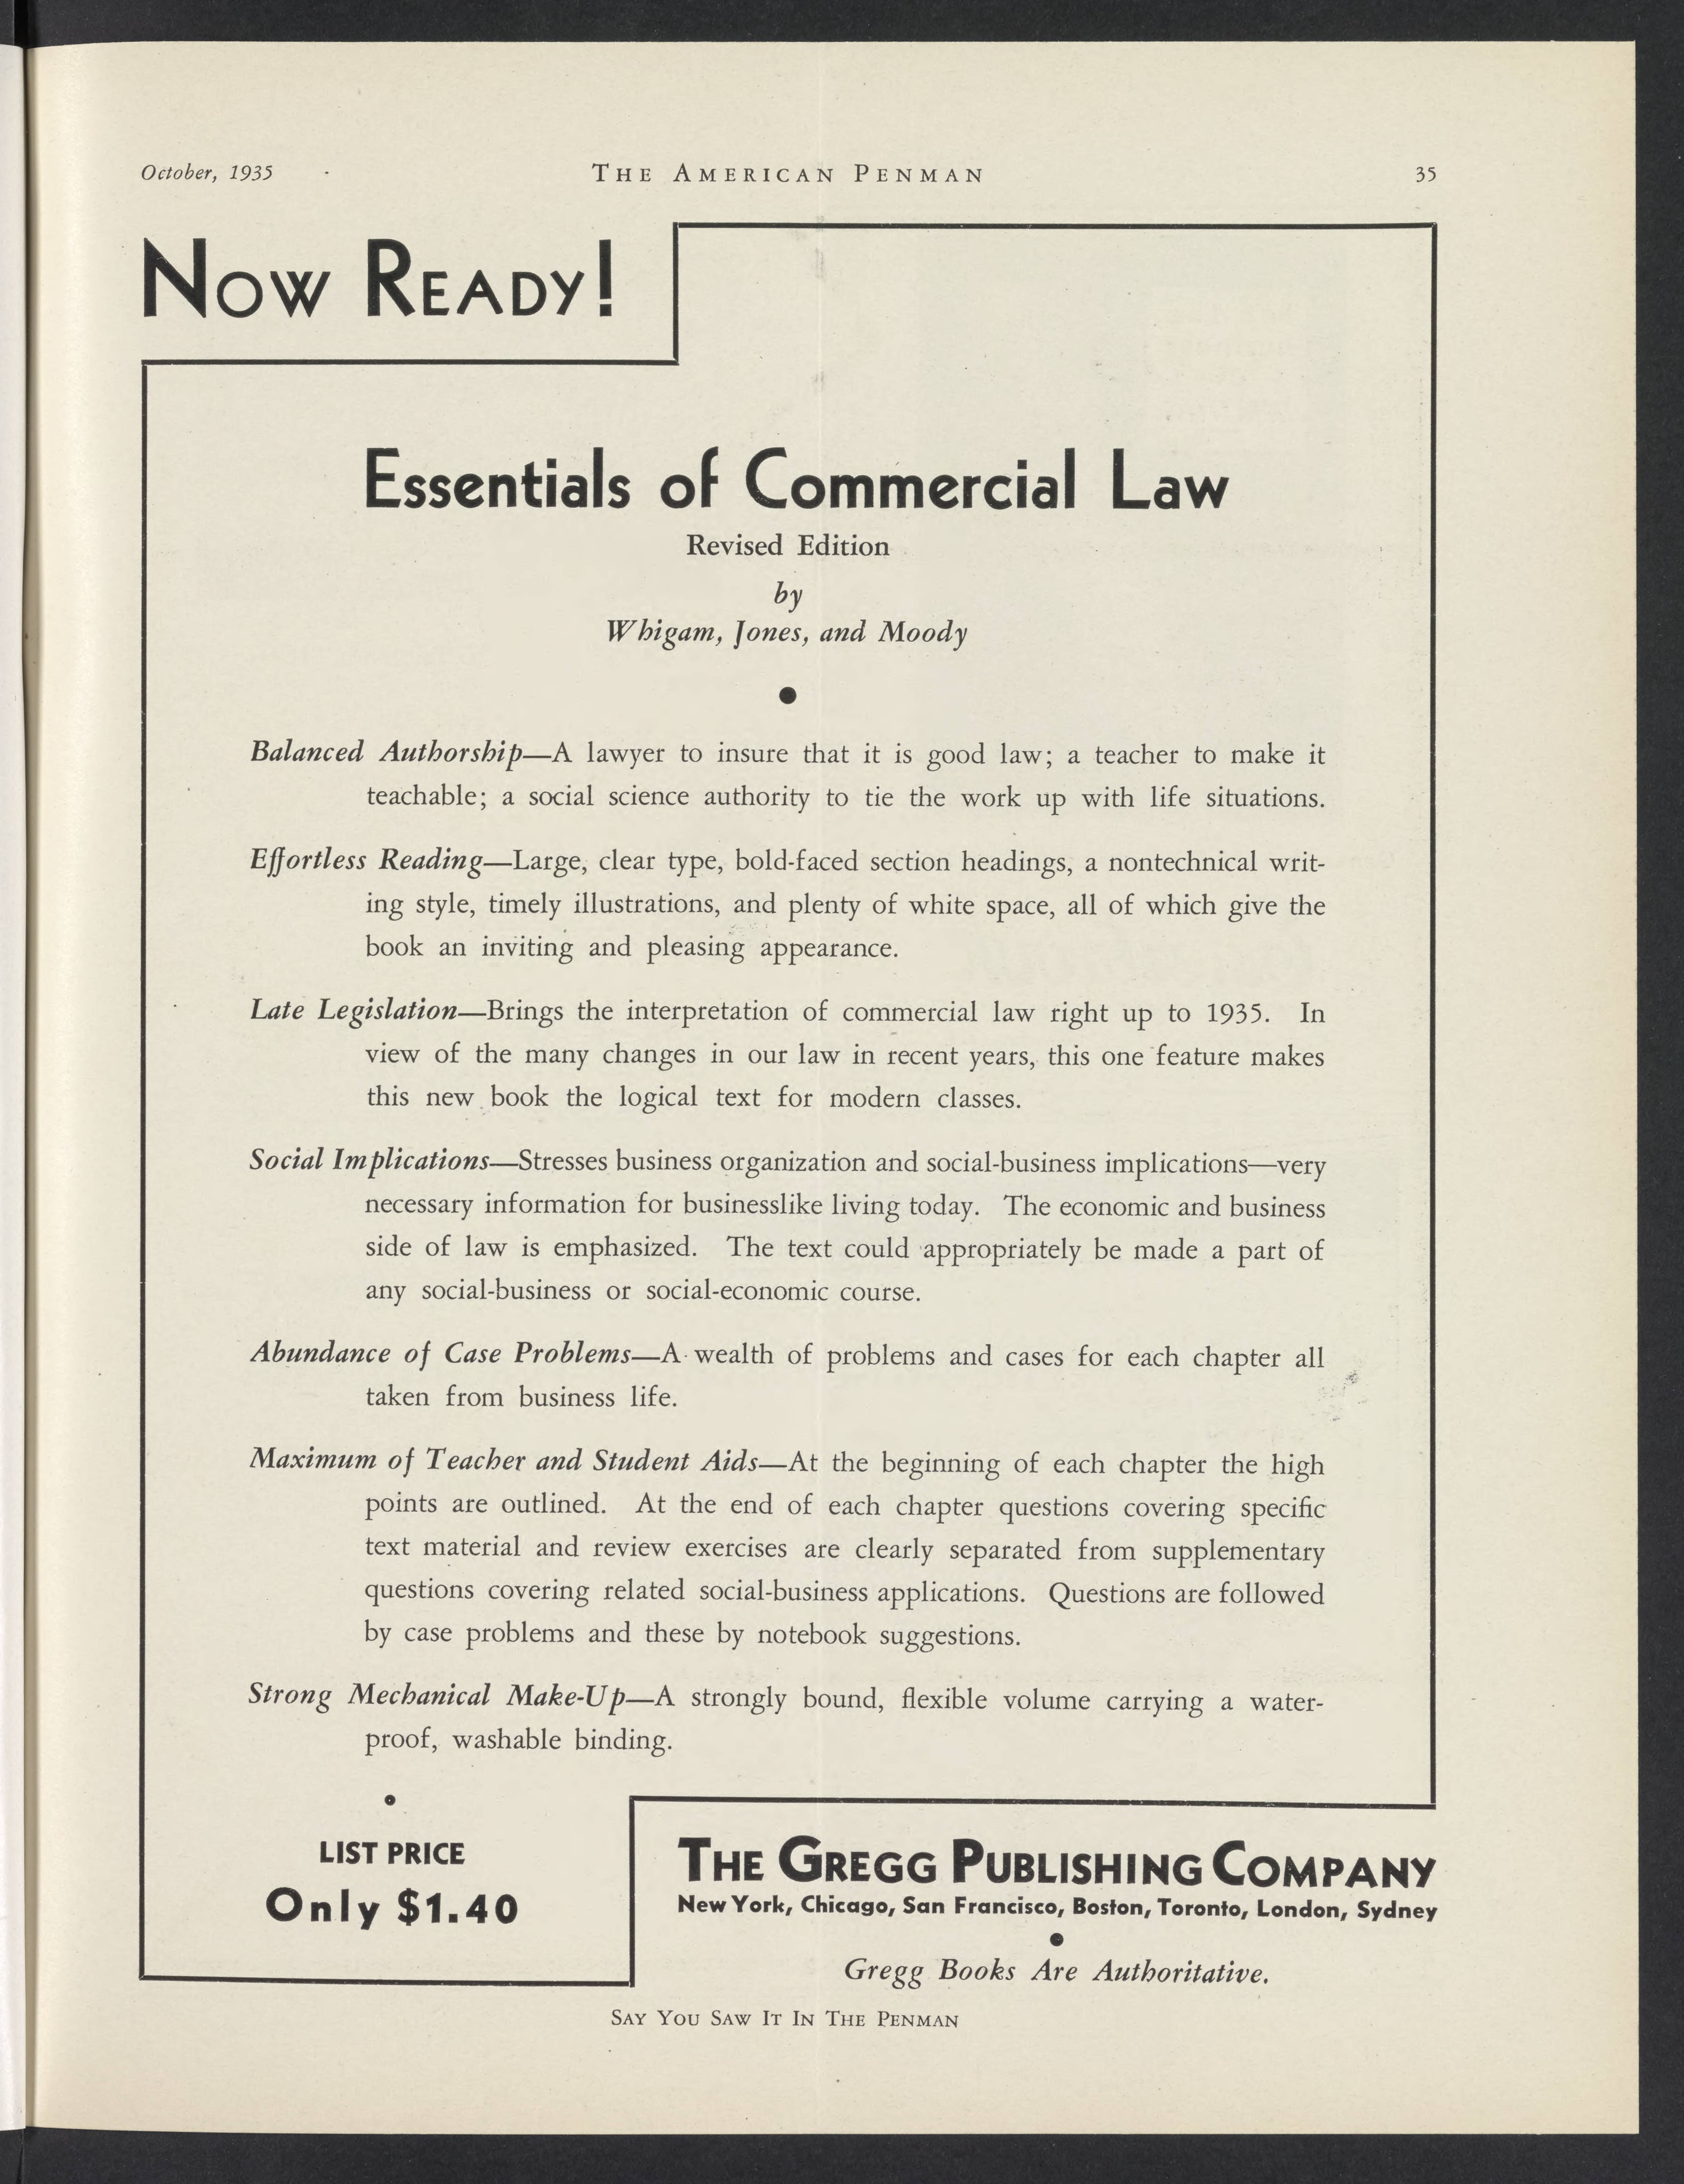 October, 1935
The American Penman
35
Now Ready!
Essentials of Commercial Law
Revised Edition
by
Whigam, Jones, and Moody
Balanced Authorship—A lawyer to insure that it is good law; a teacher to make it
teachable; a social science authority to tie the work up with life situations.
Effortless Reading—Large, clear type, bold-faced section headings, a nontechnical writ-
ing style, timely illustrations, and plenty of white space, all of which give the
book an inviting and pleasing appearance.
Late Legislation—Brings the interpretation of commercial law right up to 1935. In
view of the many changes in our law in recent years, this one feature makes
this new book the logical text for modern classes.
Social Implications—Stresses business organization and social-business implications—very
necessary information for businesslike living today. The economic and business
side of law is emphasized. The text could appropriately be made a part of
any social-business or social-economic course.
Abundance of Case Problems—A wealth of problems and cases for each chapter all
taken from business life.
Maximum of Teacher and Student Aids—At the beginning of each chapter the high
points are outlined. At the end of each chapter questions covering specific
text material and review exercises are clearly separated from supplementary
questions covering related social-business applications. Questions are followed
by case problems and these by notebook suggestions.
Strong Mechanical Make-Up—A strongly bound, flexible volume carrying a water-
proof, washable binding.
LIST PRICE
Only $1.40
The Gregg Publishing Company
New York, Chicago, San Francisco, Boston, Toronto, London, Sydney
Gregg Books Are Authoritative.
Say You Saw It In The Penman